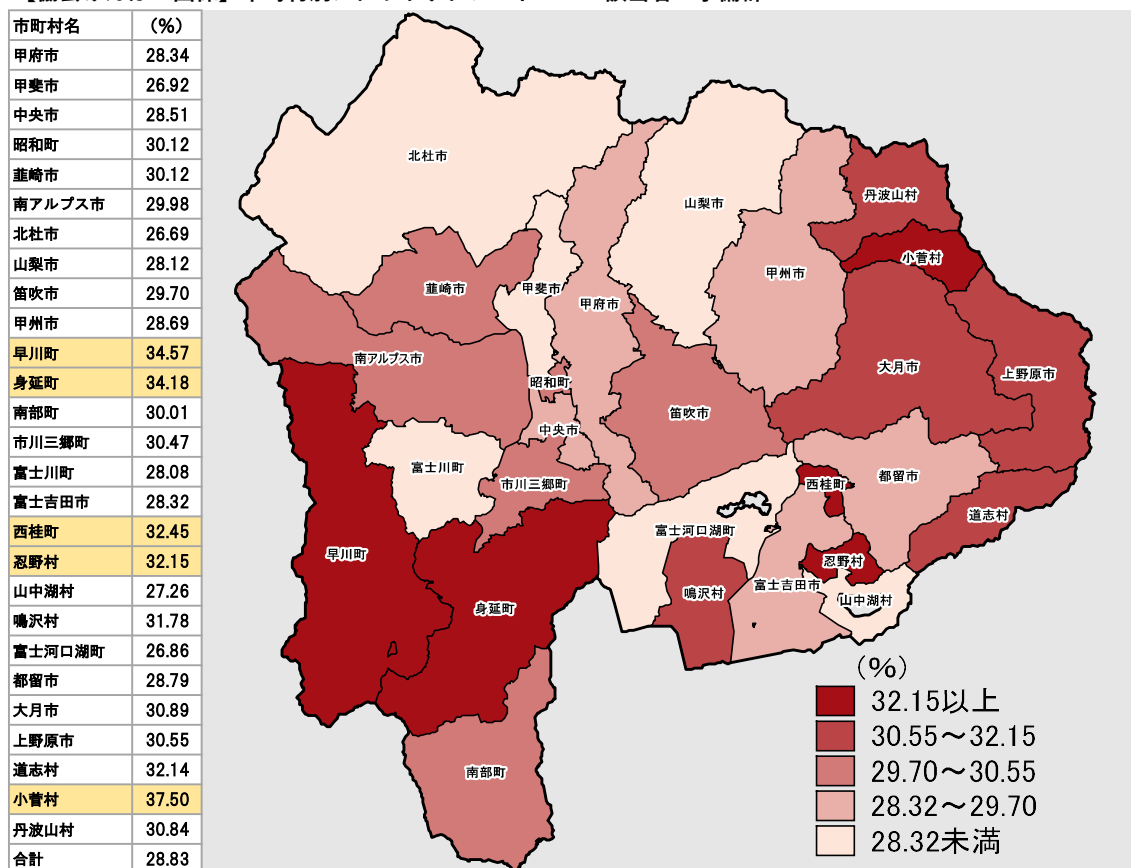 市町村名 (%)
甲府市 28.34
甲斐市 26.92
中央市 28.51
昭和町 30.12
韮崎市 30.12
南アルプス市 29.98
北杜市 26.69
山梨市 28.12
笛吹市 29.70
甲州市 28.69
早川町 34.57
身延町 34.18
南部町 30.01
市川三郷町 30.47
富士川町 28.08
富士吉田市 28.32
西桂町 32.45
忍野村 32.15
山中湖村 27.26
鳴沢村 31.78
富士河口湖町 26.86
都留市 28.79
大月市 30.89
上野原市 30.55
道志村 32.14
小菅村 37.50
丹波山村 30.84
合計 28.83
北杜市
丹波山村
山梨市
小菅村
甲州市
韮崎市
甲斐市
甲府市
南アルプス市
大月市
上野原市
昭和町
笛吹市
中央市
富士川町
都留市
市川三郷町
西桂町
道志村
富士河口湖町
早川町
忍野村
富士吉田市
鳴沢村
山中湖村
身延町
南部町
(%)
32.15以上
30.55～32.15
29.70～30.55
28.32～29.70
28.32未満